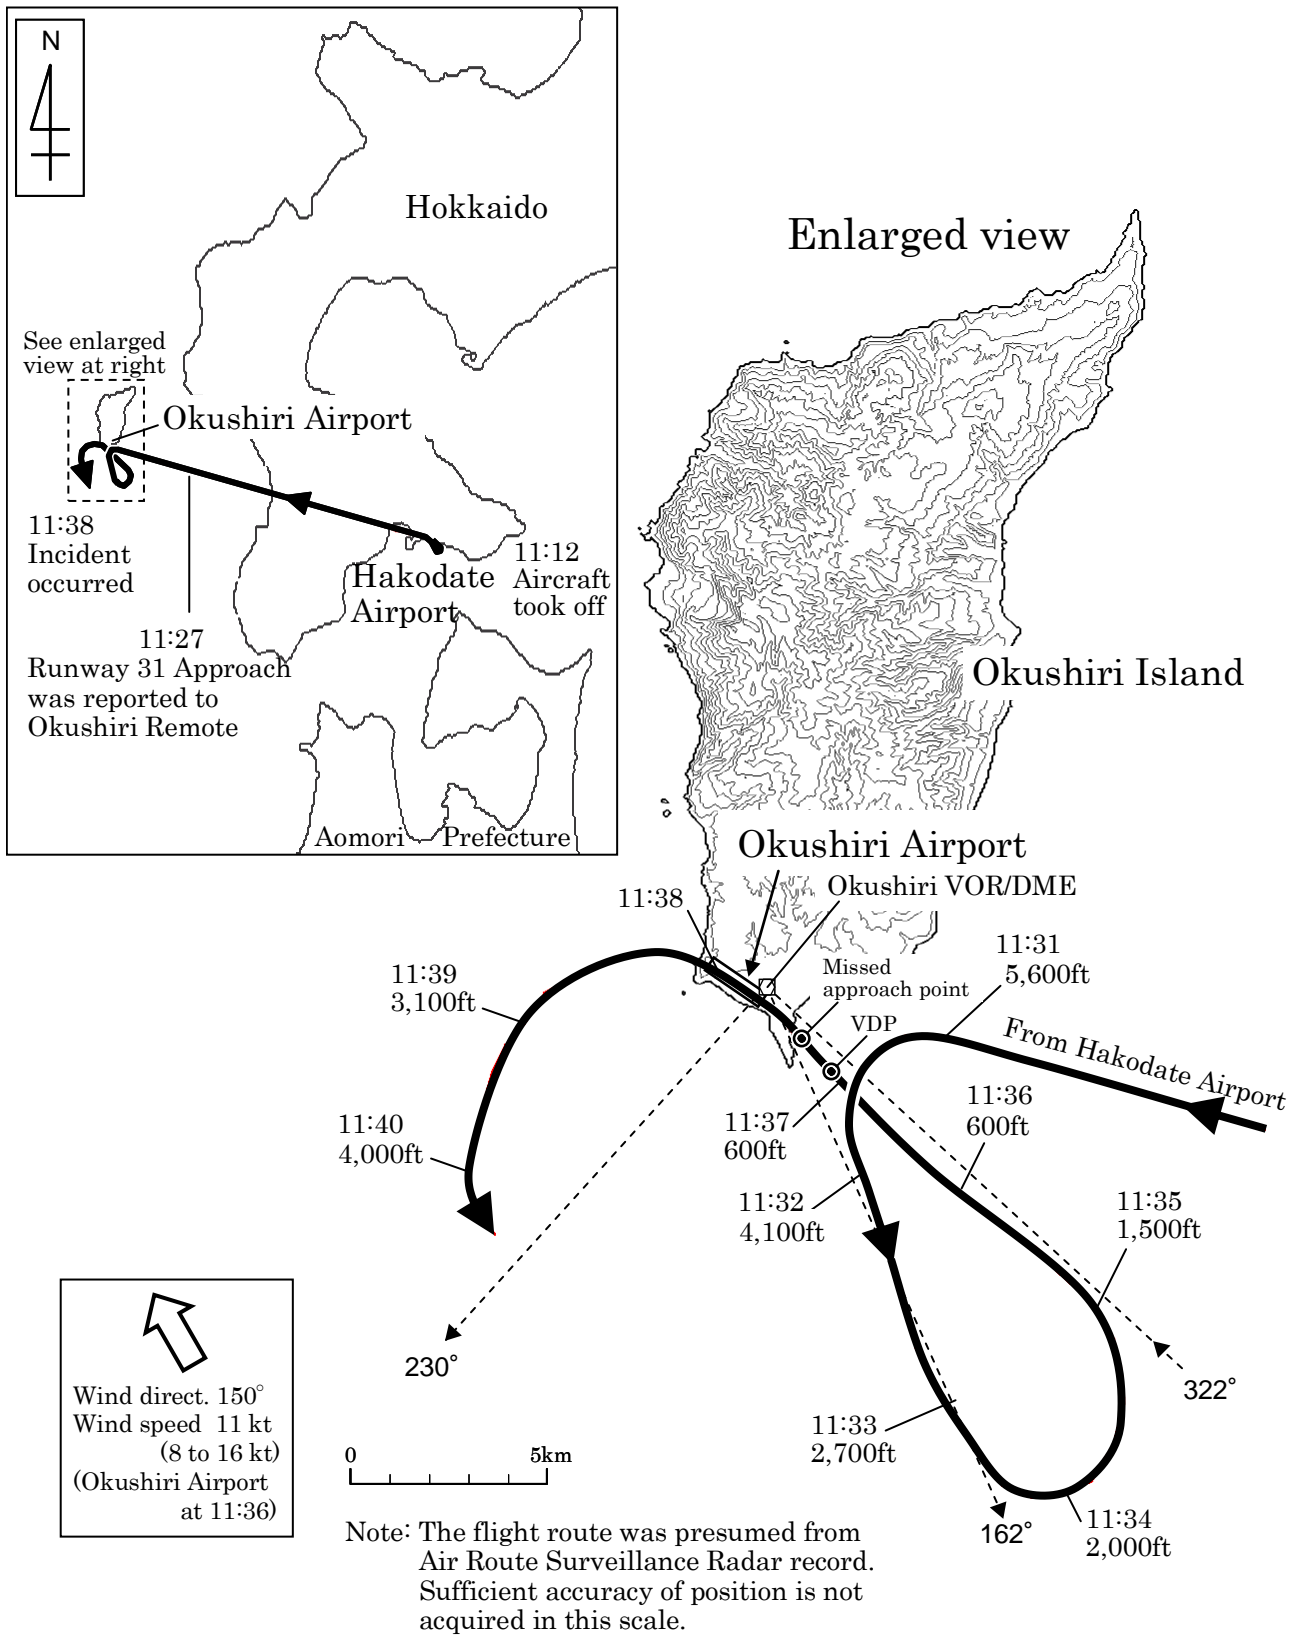 N
Hokkaido
See enlarged
view at right
Okushiri Airport
11:38
Incident
occurred
Hakodate
Airport
11:12
Aircraft
took off
11:27
Runway 31 Approach
was reported to
Okushiri Remote
Aomori Prefecture
Enlarged view
Okushiri Island
Okushiri Airport
Okushiri VOR/DME
11:38
11:31
5,600ft
Missed
approach point
11:39
3,100ft
VDP
From Hakodate Airport
11:36
600ft
11:37
600ft
11:40
4,000ft
11:32
4,100ft
11:35
1,500ft
230°
322°
Wind direct. 150°
Wind speed 11 kt
(8 to 16 kt)
(Okushiri Airport
at 11:36)
11:33
2,700ft
0 5km
162°
11:34
2,000ft
Note: The flight route was presumed from
Air Route Surveillance Radar record.
Sufficient accuracy of position is not
acquired in this scale.